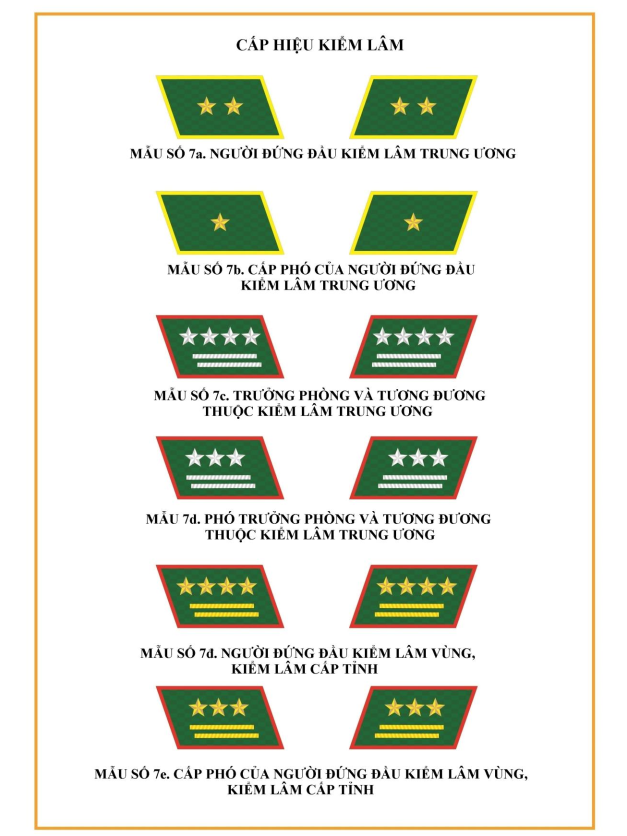 CẤP HIỆU KIỂM LÂM
MẪU SỐ 7a. NGƯỜI ĐỨNG ĐẦU KIỂM LÂM TRUNG ƯƠNG
MẪU SỐ 7b. CẤP PHÓ CỦA NGƯỜI ĐỨNG ĐẦU
KIỂM LÂM TRUNG ƯƠNG
MẪU SỐ 7c. TRƯỞNG PHÒNG VÀ TƯƠNG ĐƯƠNG
THUỘC KIỂM LÂM TRUNG ƯƠNG
MẪU 7d. PHÓ TRƯỞNG PHÒNG VÀ TƯƠNG ĐƯƠNG
THUỘC KIỂM LÂM TRUNG ƯƠNG
MẪU SỐ 7đ. NGƯỜI ĐỨNG ĐẦU KIỂM LÂM VÙNG,
KIỂM LÂM CẤP TỈNH
MẪU SỐ 7e. CẤP PHÓ CỦA NGƯỜI ĐỨNG ĐẦU KIỂM LÂM VÙNG,
KIỂM LÂM CẤP TỈNH